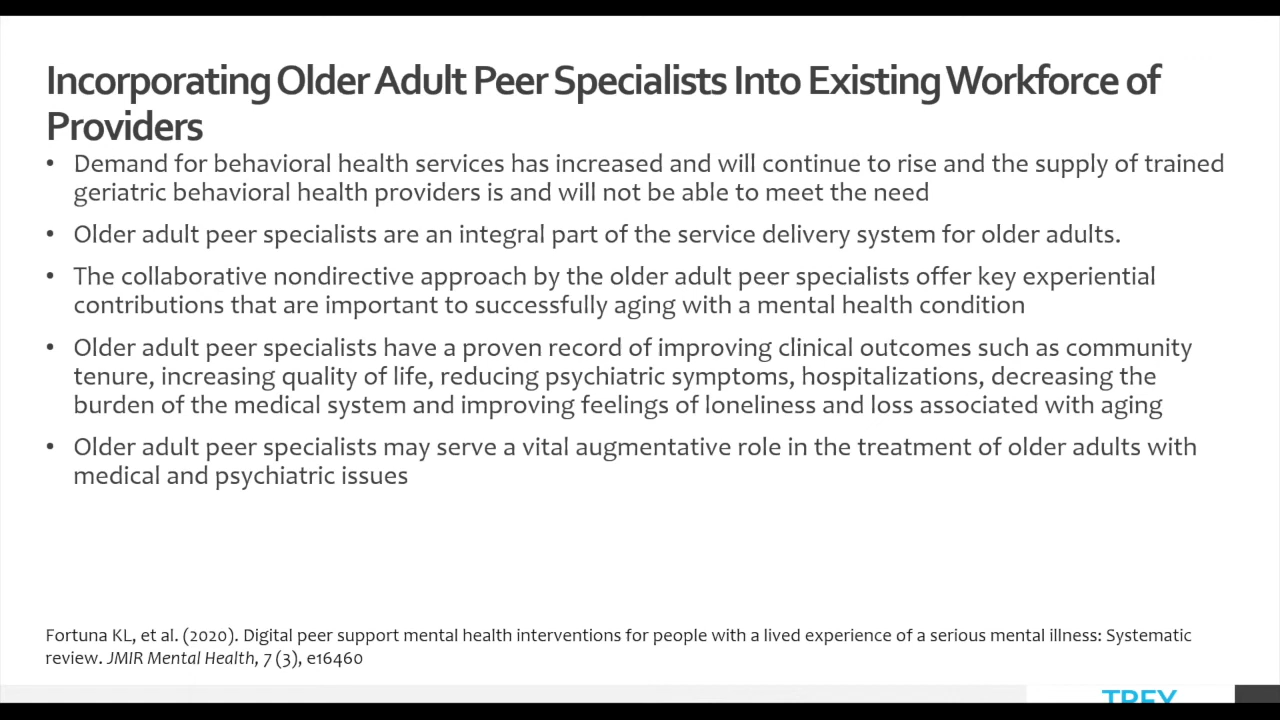 Incorporating Older Adult Peer Specialists Into Existing Workforce of
Providers
• Demand for behavioral health services has increased and will continue to rise and the supply of trained
geriatric behavioral health providers is and will not be able to meet the need
• Older adult peer specialists are an integral part of the service delivery system for older adults.
• The collaborative nondirective approach by the older adult peer specialists offer key experiential
contributions that are important to successfully aging with a mental health condition
• Older adult peer specialists have a proven record of improving clinical outcomes such as community
tenure, increasing quality of life, reducing psychiatric symptoms, hospitalizations, decreasing the
burden of the medical system and improving feelings of loneliness and loss associated with aging
• Older adult peer specialists may serve a vital augmentative role in the treatment of older adults with
medical and psychiatric issues
Fortuna KL, et al. (2020). Digital peer support mental health interventions for people with a lived experience of a serious mental illness: Systematic
review. JMIR Mental Health, 7 (3), e16460